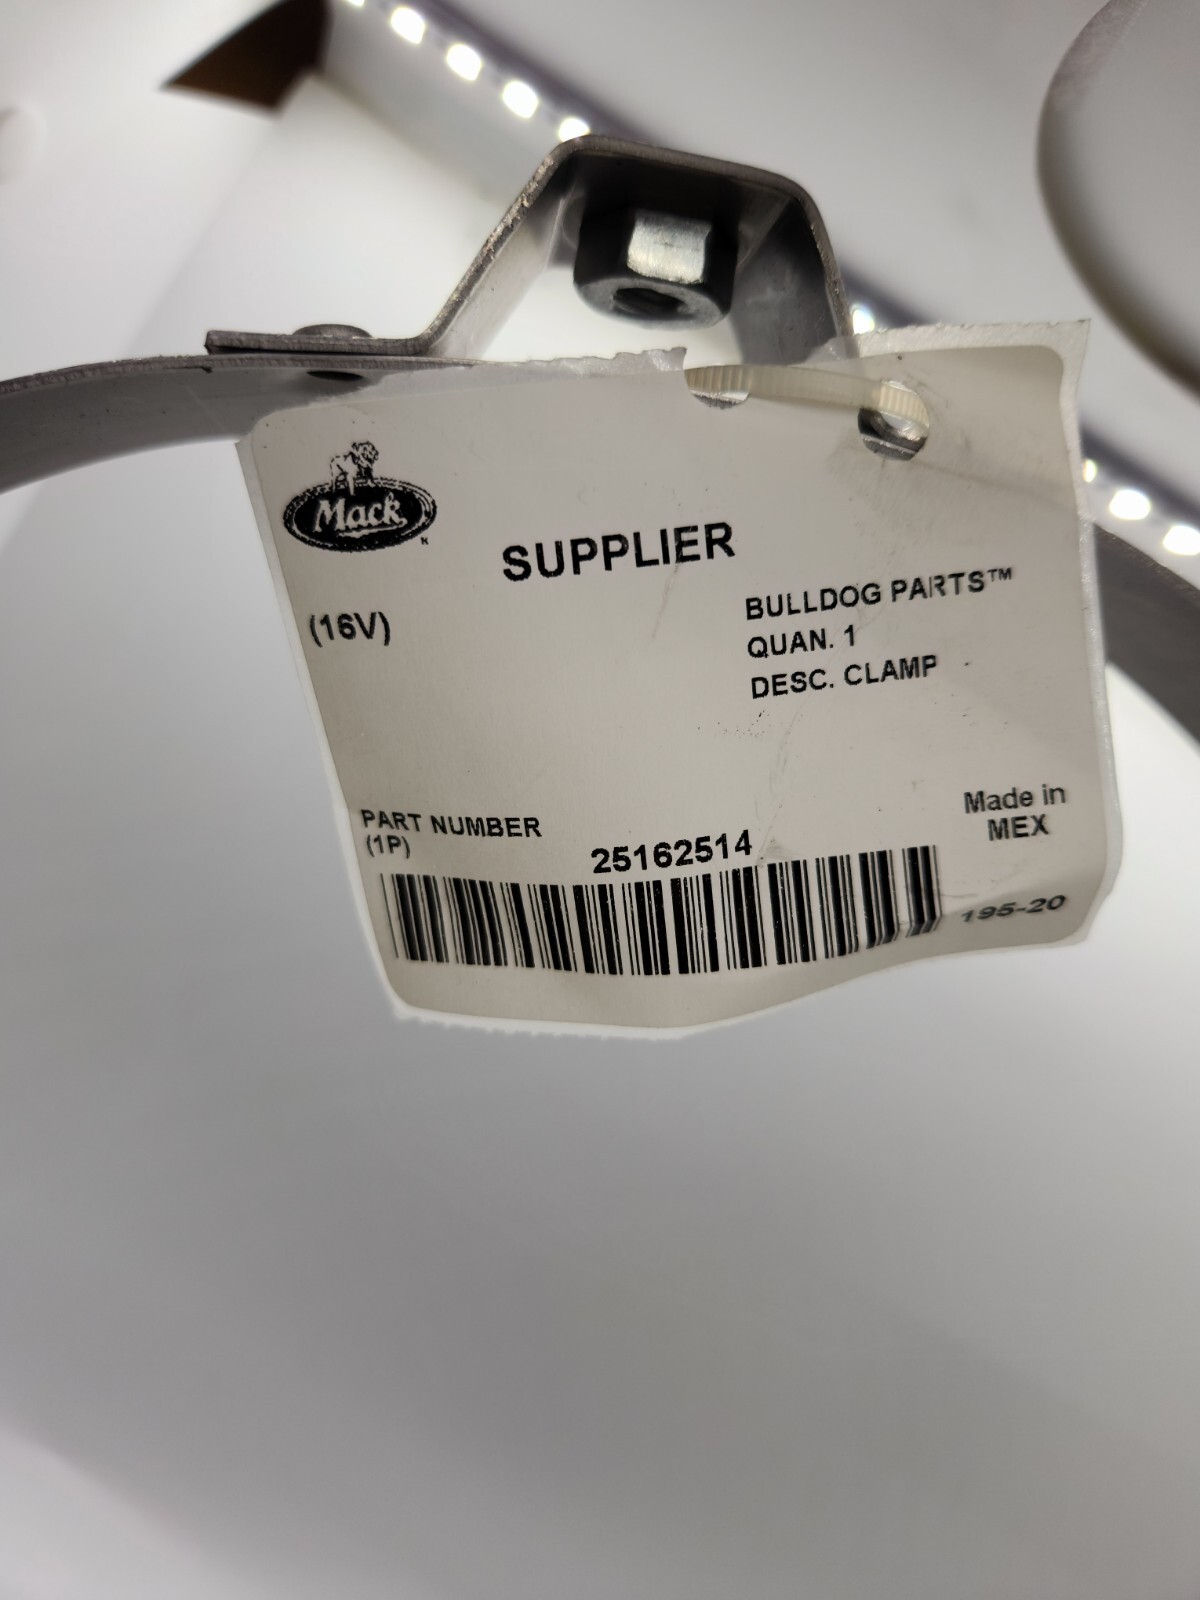 Mack
SUPPLIER
(16V)
BULLDOG PARTS™
QUAN. 1
DESC. CLAMP
PART NUMBER
(1P)
25162514
Made in
MEX
195-20